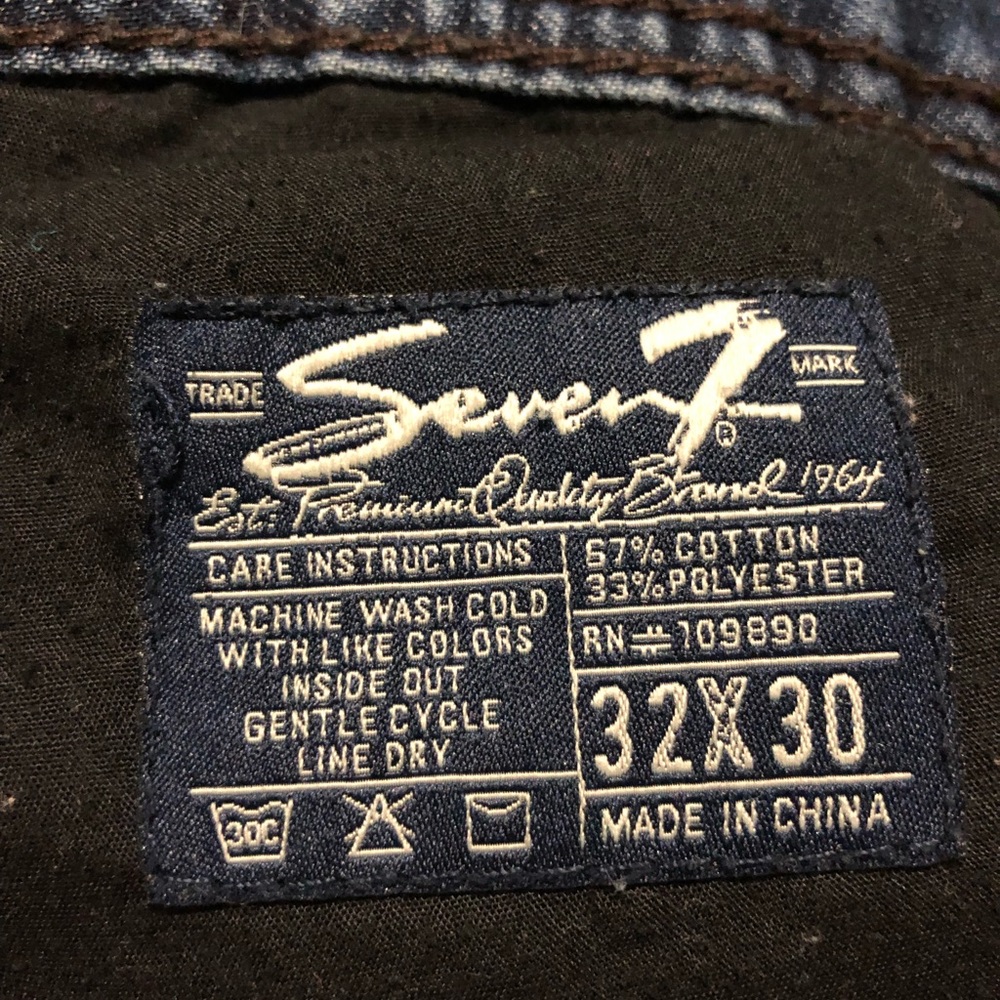 TRADE Seven7® MARK
Est: Premium Quality Brand 1964
CARE INSTRUCTIONS
MACHINE WASH COLD
WITH LIKE COLORS
INSIDE OUT
GENTLE CYCLE
LINE DRY
30C
67% COTTON
33% POLYESTER
RN#109890
32X30
MADE IN CHINA